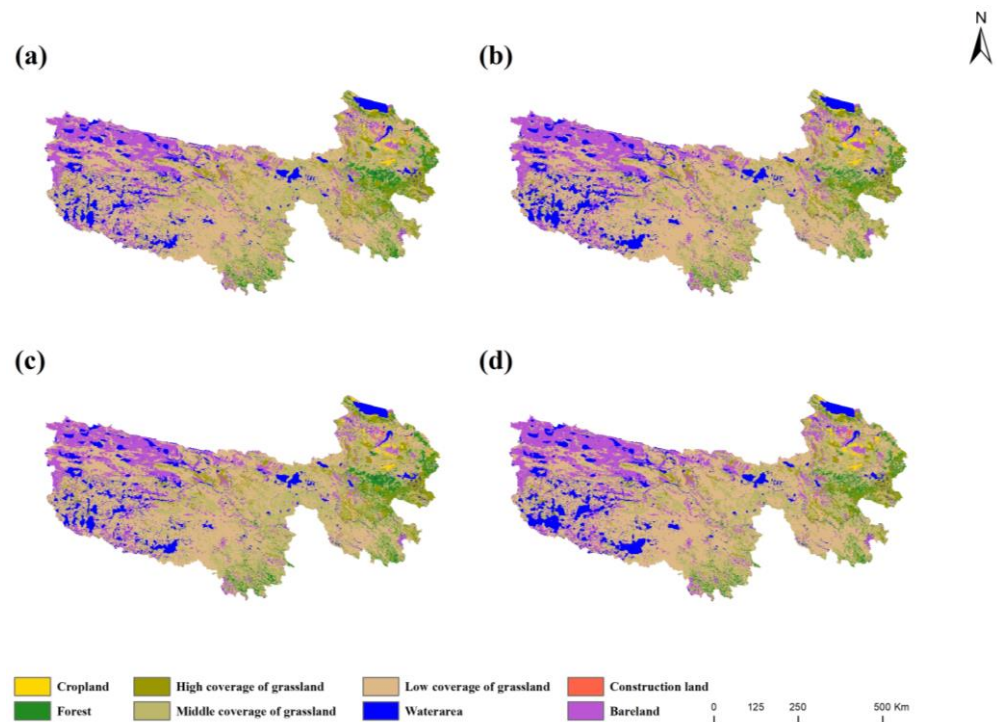 N
(a)
(b)
(c)
(d)
Cropland
High coverage of grassland
Low coverage of grassland
Construction land
Forest
Middle coverage of grassland
Waterarea
Bareland
0 125 250 500 Km